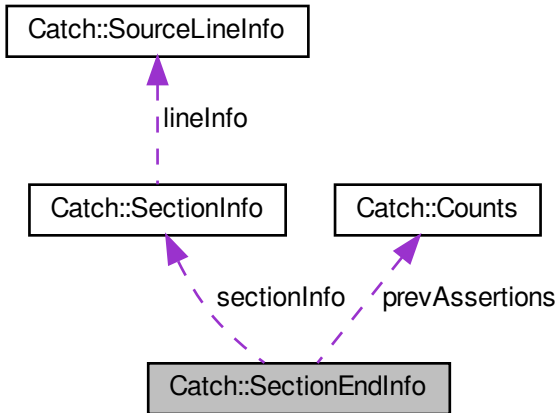 Catch::SourceLineInfo
lineInfo
Catch::SectionInfo
Catch::Counts
sectionInfo
prevAssertions
Catch::SectionEndInfo